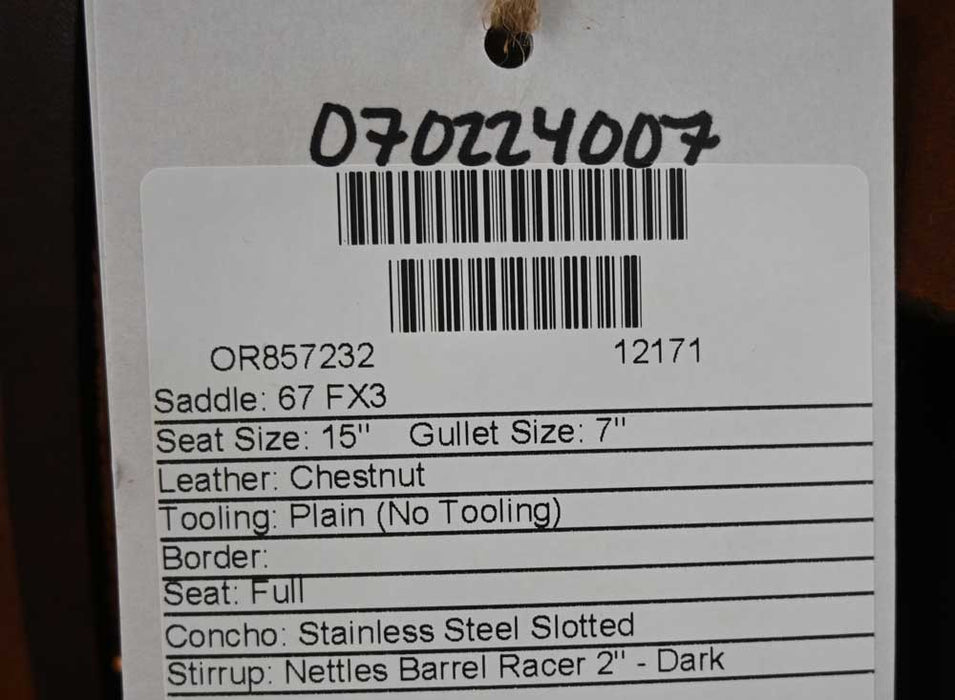 070224007
OR857232 12171
Saddle: 67 FX3
Seat Size: 15" Gullet Size: 7"
Leather: Chestnut
Tooling: Plain (No Tooling)
Border:
Seat: Full
Concho: Stainless Steel Slotted
Stirrup: Nettles Barrel Racer 2" - Dark